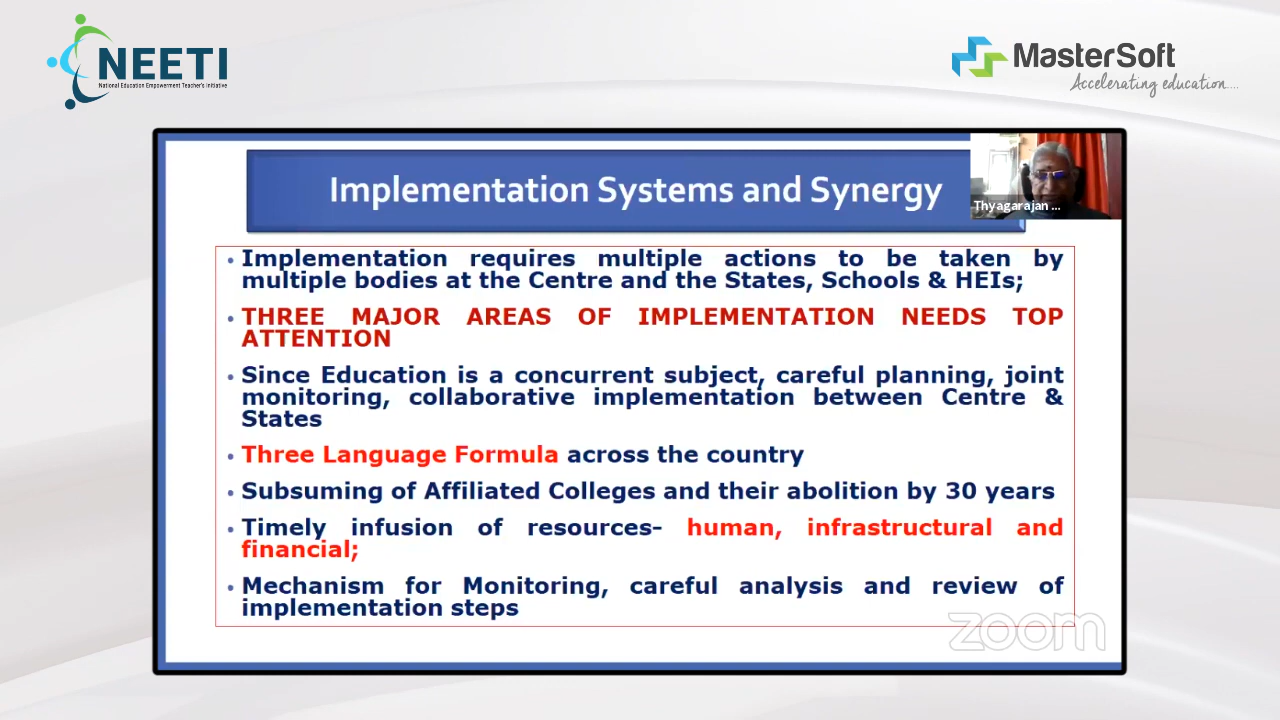 NEETI
National Education Empowerment Teacher's Initiative
MasterSoft
Accelerating education....
Implementation Systems and Synergy
Thyagarajan ...
• Implementation requires multiple actions to be taken by
multiple bodies at the Centre and the States, Schools & HEIs;
• THREE MAJOR AREAS OF IMPLEMENTATION NEEDS TOP
ATTENTION
• Since Education is a concurrent subject, careful planning, joint
monitoring, collaborative implementation between Centre &
States
• Three Language Formula across the country
• Subsuming of Affiliated Colleges and their abolition by 30 years
• Timely infusion of resources- human, infrastructural and
financial;
• Mechanism for Monitoring, careful analysis and review of
implementation steps
zoom